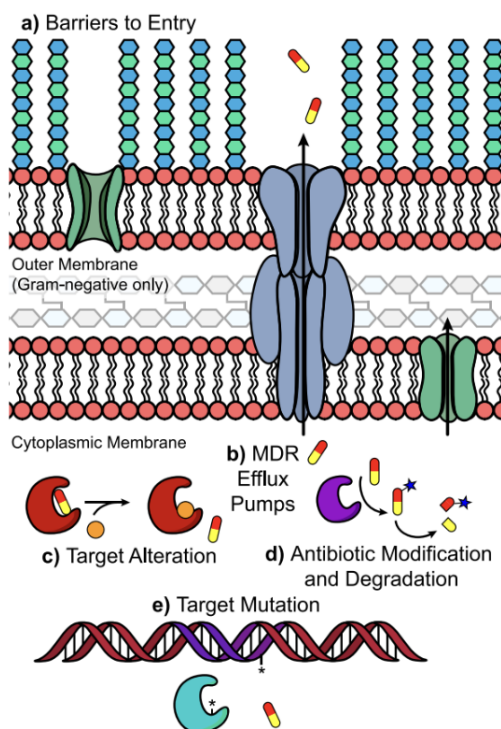 a) Barriers to Entry
Outer Membrane
(Gram-negative only)
Cytoplasmic Membrane
b) MDR
Efflux
Pumps
c) Target Alteration
d) Antibiotic Modification
and Degradation
e) Target Mutation
*
*